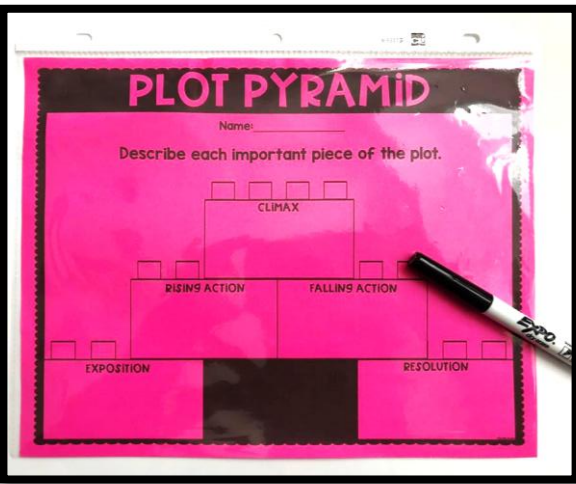 PLOT PYRAMiD
Name:
Describe each important piece of the plot.
CLiMAX
RiSiNG ACTiON
FALLiNG ACTiON
EXPOSiTiON
RESOLUTiON
EXPO